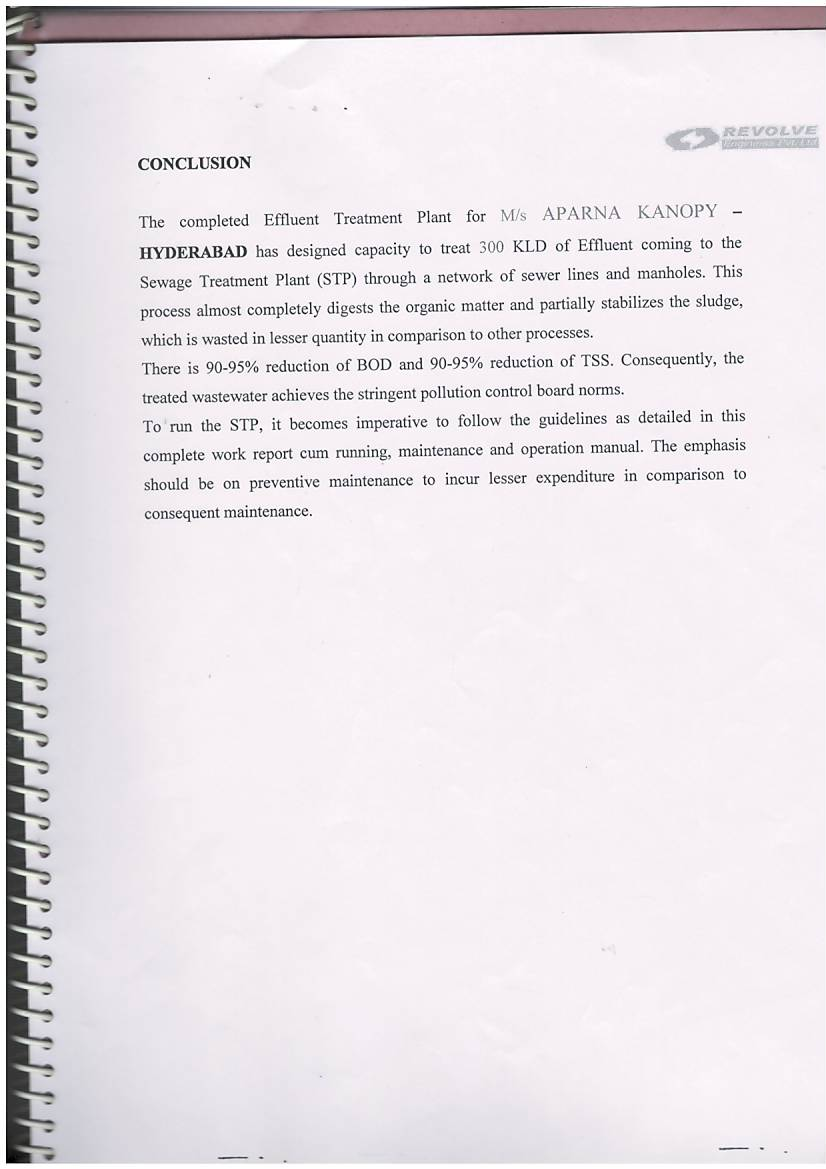 REVOLVE
Engineers Pvt. Ltd
CONCLUSION
The completed Effluent Treatment Plant for M/s APARNA KANOPY –
HYDERABAD has designed capacity to treat 300 KLD of Effluent coming to the
Sewage Treatment Plant (STP) through a network of sewer lines and manholes. This
process almost completely digests the organic matter and partially stabilizes the sludge,
which is wasted in lesser quantity in comparison to other processes.
There is 90-95% reduction of BOD and 90-95% reduction of TSS. Consequently, the
treated wastewater achieves the stringent pollution control board norms.
To run the STP, it becomes imperative to follow the guidelines as detailed in this
complete work report cum running, maintenance and operation manual. The emphasis
should be on preventive maintenance to incur lesser expenditure in comparison to
consequent maintenance.